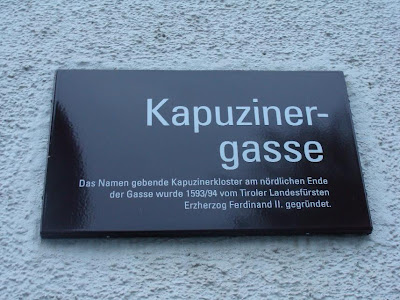 Kapuziner-
gasse
Das Namen gebende Kapuzinerkloster am nördlichen Ende
der Gasse wurde 1593/94 vom Tiroler Landesfürsten
Erzherzog Ferdinand II. gegründet.